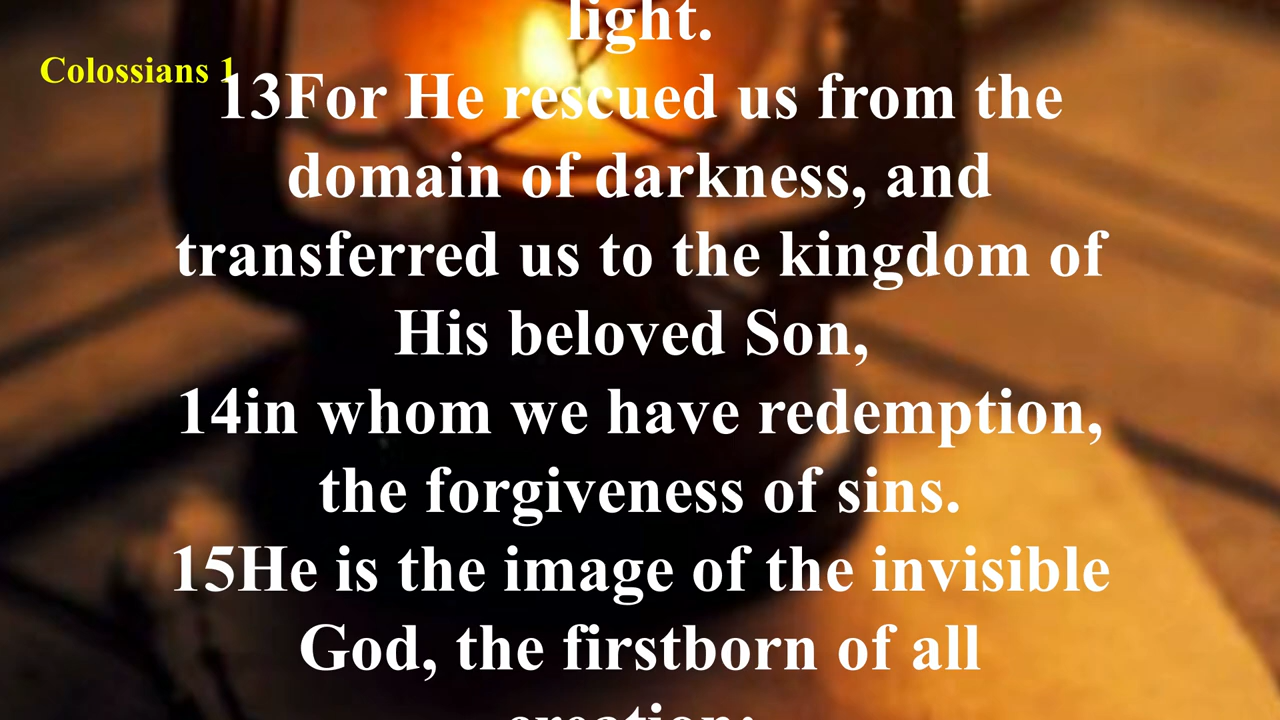 light.
Colossians 1
13For He rescued us from the
domain of darkness, and
transferred us to the kingdom of
His beloved Son,
14in whom we have redemption,
the forgiveness of sins.
15He is the image of the invisible
God, the firstborn of all
creation: